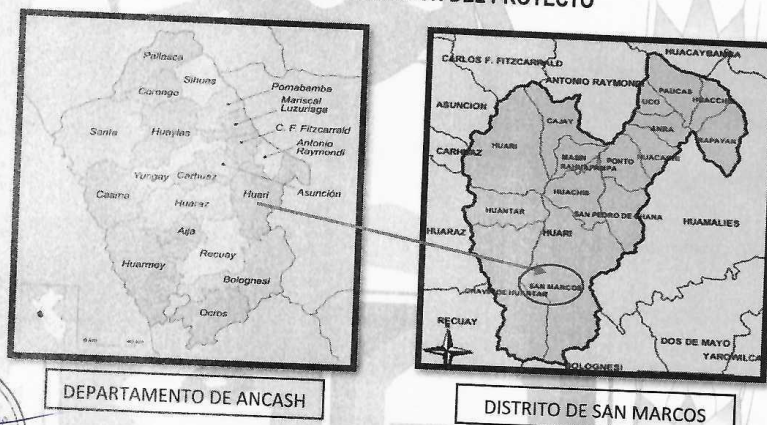 PROYECTO
Pallasca
Sihuas
Corongo
Pomabamba
Mariscal
Luzuriaga
C. F. Fitzcarrald
Antonio
Raymondi
Santa
Huaylas
Yungay
Carhuaz
Asunción
Casma
Huari
Huaraz
Aija
Recuay
Huarmey
Bolognesi
Ocros
DEPARTAMENTO DE ANCASH
HUACAYBAMBA
CARLOS F. FITZCARRALD
ANTONIO RAYMONDI
PAUCAS
UCO
HUACCHI
ASUNCION
CAJAY
ANRA
RAPAYAN
HUARI
CARHUAZ
MASIN
PONTO
HUACACHI
HUACHIS
HUANTAR
SAN PEDRO DE CHANA
HUAMALIES
HUARAZ
HUARI
SAN MARCOS
CHAVIN DE HUANTAR
RECUAY
DOS DE MAYO
YAROWILCA
BOLOGNESI
DISTRITO DE SAN MARCOS